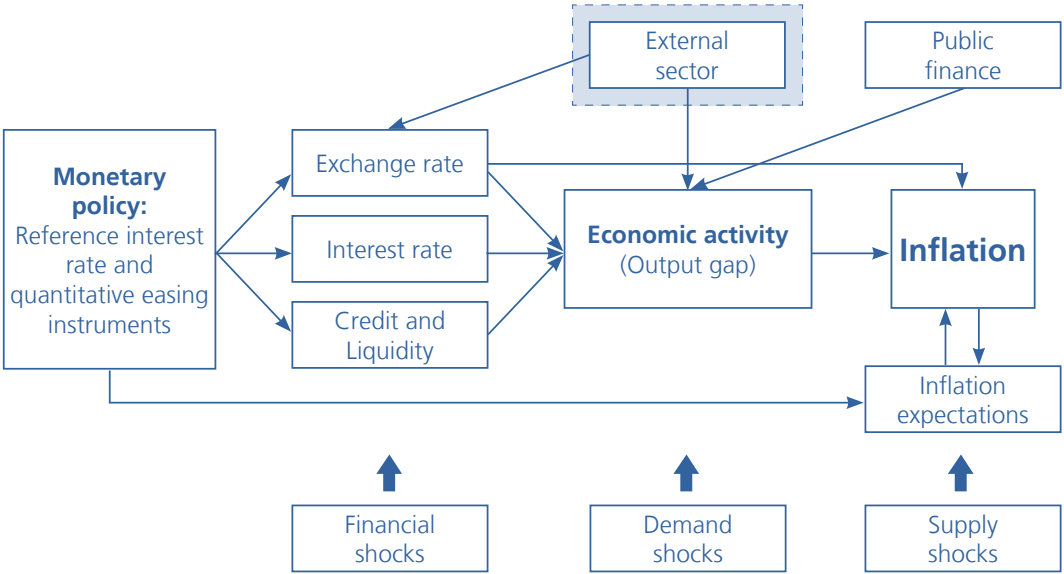 External
sector
Public
finance
Monetary
policy:
Reference interest
rate and
quantitative easing
instruments
Exchange rate
Interest rate
Credit and
Liquidity
Economic activity
(Output gap)
Inflation
Inflation
expectations
Financial
shocks
Demand
shocks
Supply
shocks